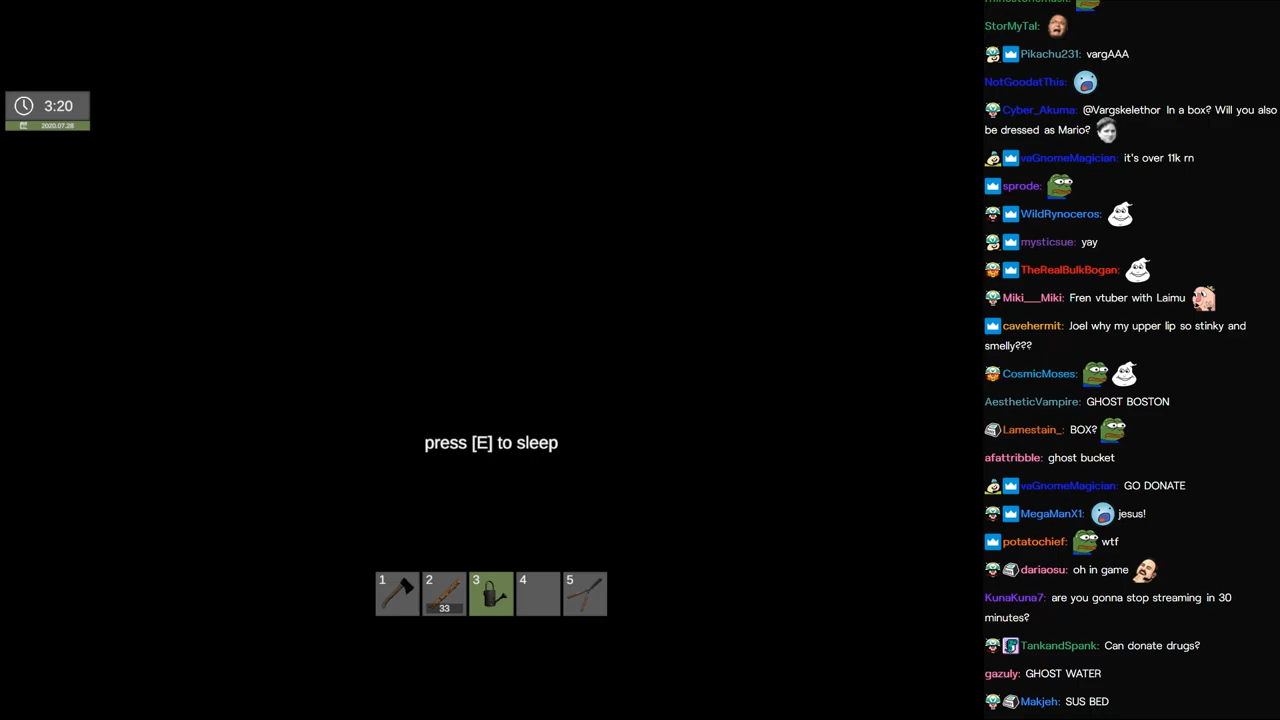 3:20
2020.07.28
press [E] to sleep
1
2
33
3
4
5
StorMyTal:
Pikachu231: vargAAA
NotGoodatThis:
Cyber_Akuma: @Vargskelethor In a box? Will you also
be dressed as Mario?
vaGnomeMagician: it's over 11k rn
sprode:
WildRynoceros:
mysticsue: yay
TheRealBulkBogan:
Miki___Miki: Fren vtuber with Laimu
cavehermit: Joel why my upper lip so stinky and
smelly???
CosmicMoses:
AestheticVampire: GHOST BOSTON
Lamestain_: BOX?
afattribble: ghost bucket
vaGnomeMagician: GO DONATE
MegaManX1: jesus!
potatochief: wtf
dariaosu: oh in game
KunaKuna7: are you gonna stop streaming in 30
minutes?
TankandSpank: Can donate drugs?
gazuly: GHOST WATER
Makjeh: SUS BED